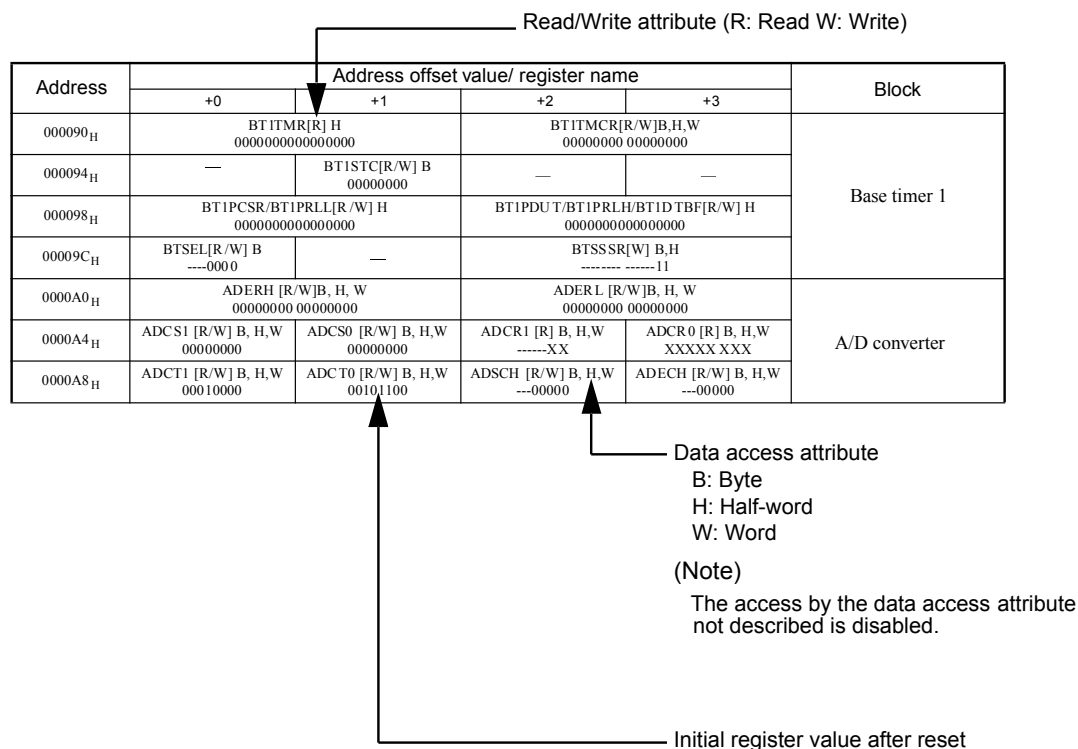 Read/Write attribute (R: Read W: Write)
Address
Address offset value/ register name
Block
+0 +1 +2 +3
000090H
BT1TMR[R] H
0000000000000000
BT1TMCR[R/W]B,H,W
00000000 00000000
Base timer 1
000094H
—
BT1STC[R/W] B
00000000
—
—
000098H
BT1PCSR/BT1PRLL[R/W] H
0000000000000000
BT1PDUT/BT1PRLH/BT1DTBF[R/W] H
0000000000000000
00009CH
BTSEL[R/W] B
----0000
—
BTSSSR[W] B,H
-------- ------11
0000A0H
ADERH [R/W]B, H, W
00000000 00000000
ADERL [R/W]B, H, W
00000000 00000000
A/D converter
0000A4H
ADCS1 [R/W] B, H,W
00000000
ADCS0 [R/W] B, H,W
00000000
ADCR1 [R] B, H,W
------XX
ADCR0 [R] B, H,W
XXXXX XXX
0000A8H
ADCT1 [R/W] B, H,W
00010000
ADCT0 [R/W] B, H,W
00101100
ADSCH [R/W] B, H,W
---00000
ADECH [R/W] B, H,W
---00000
Data access attribute
B: Byte
H: Half-word
W: Word
(Note)
The access by the data access attribute
not described is disabled.
Initial register value after reset